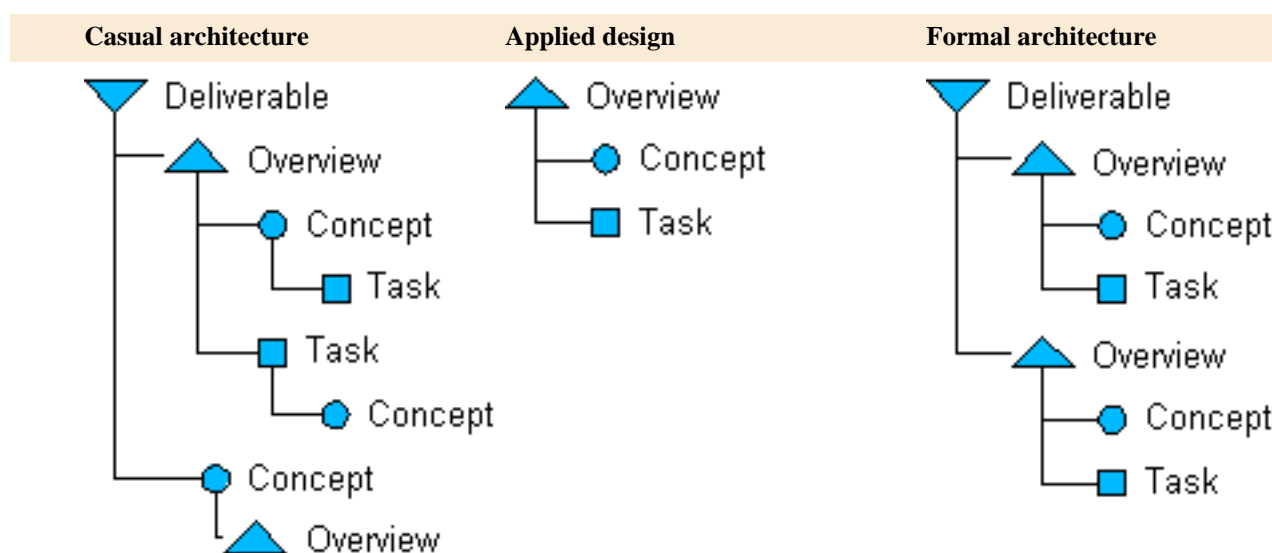 Casual architecture
Applied design
Formal architecture
Deliverable
Overview
Concept
Task
Task
Concept
Concept
Overview
Overview
Concept
Task
Deliverable
Overview
Concept
Task
Overview
Concept
Task